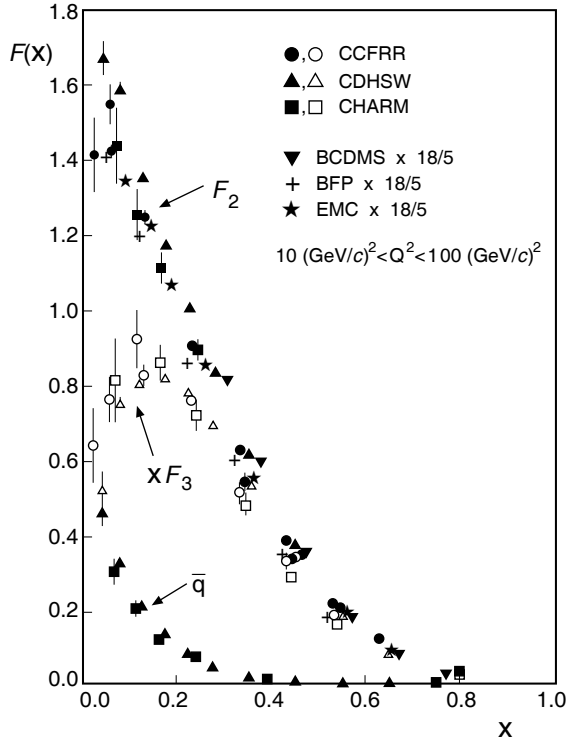 1.8
F(x)
1.6
1.4
1.2
1.0
0.8
0.6
0.4
0.2
0.0
0.0 0.2 0.4 0.6 0.8 1.0
x
●,○ CCFRR
▲,△ CDHSW
■,□ CHARM
▼ BCDMS x 18/5
+ BFP x 18/5
★ EMC x 18/5
10 (GeV/c)²<Q²<100 (GeV/c)²
F₂
xF₃
q̄